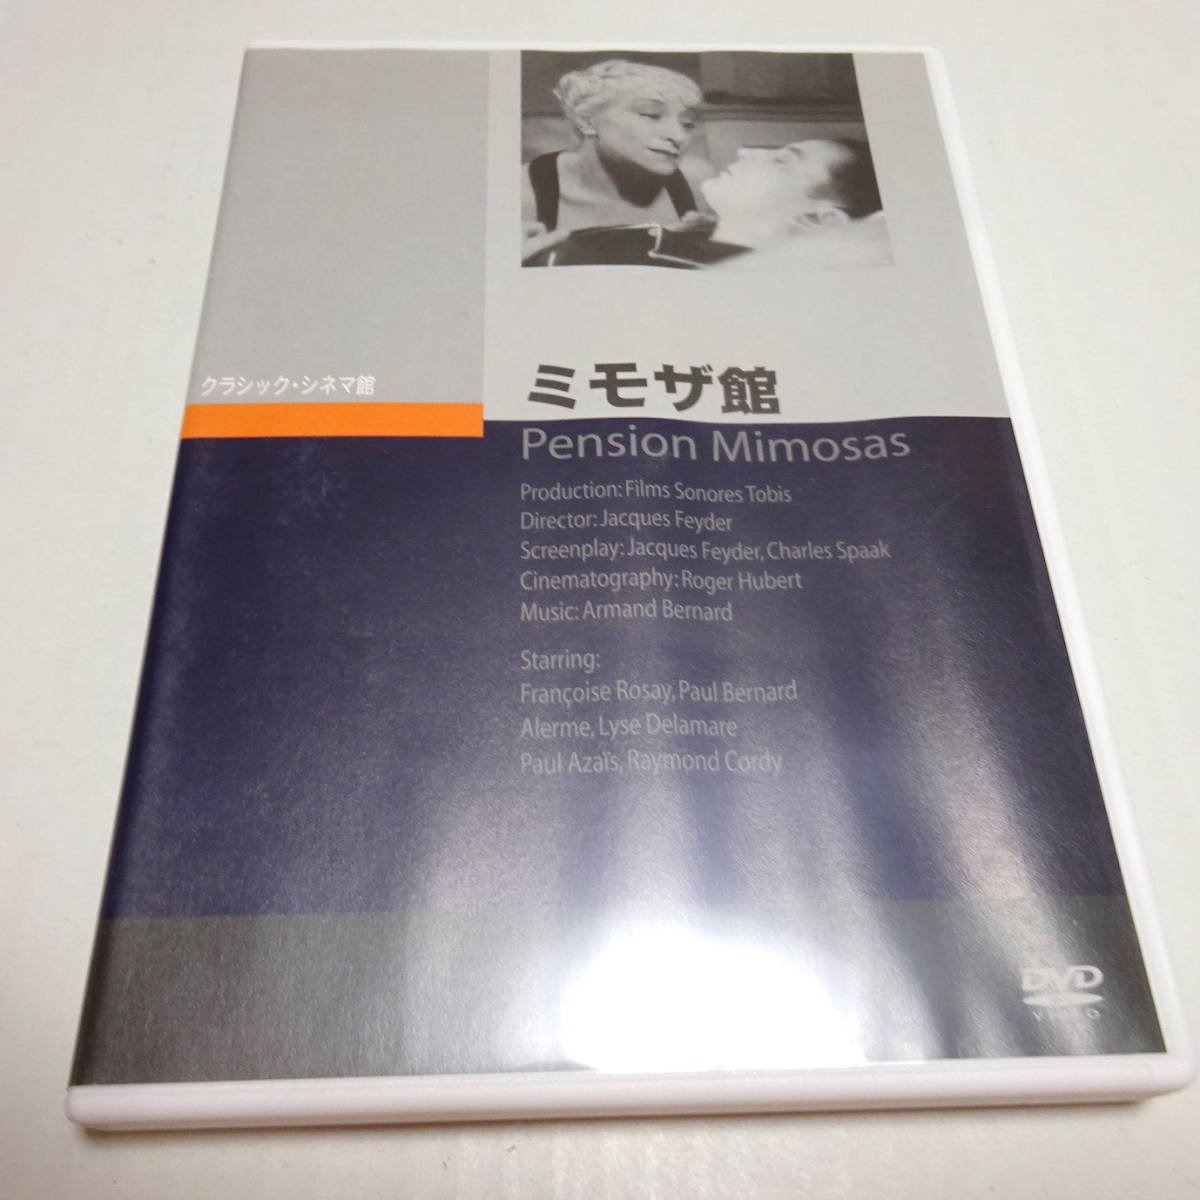 クラシック・シネマ館
ミモザ館
Pension Mimosas
Production: Films Sonores Tobis
Director: Jacques Feyder
Screenplay: Jacques Feyder, Charles Spaak
Cinematography: Roger Hubert
Music: Armand Bernard
Starring:
Françoise Rosay, Paul Bernard
Alerme, Lyse Delamare
Paul Azaïs, Raymond Cordy
DVD
VIDEO